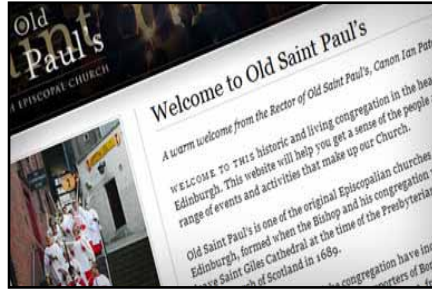 Old
Paul's
EPISCOPAL CHURCH
Welcome to Old Saint Paul's
A warm welcome from the Rector of Old Saint Paul's, Canon Ian
WELCOME TO THIS historic and living congregation in the
Edinburgh. This website will help you get a sense of the people
range of events and activities that make up our Church.
Old Saint Paul's is one of the original Episcopalian churches
Edinburgh, formed when the Bishop and his congregation
Saint Giles Cathedral at the time of the Presbyterian
of Scotland in 1689.
the congregation have